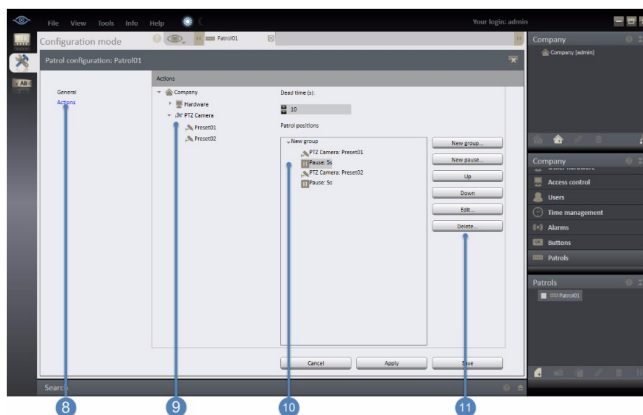 File View Tools Info Help
Your login: admin
Configuration mode
Patrol01
Company
Company (admin)
Patrol configuration: Patrol01
All
Actions
General
Actions
Company
Hardware
PTZ Camera
Preset01
Preset02
Dead time (s):
10
Patrol positions
New group
PTZ Camera: Preset01
Pause: 5s
PTZ Camera: Preset02
Pause: 5s
New group...
New pause...
Up
Down
Edit...
Delete...
Cancel
Apply
Save
Company
Access control
Users
Time management
Alarms
Buttons
Patrols
Patrols
Patrol01
Search
8
9
10
11